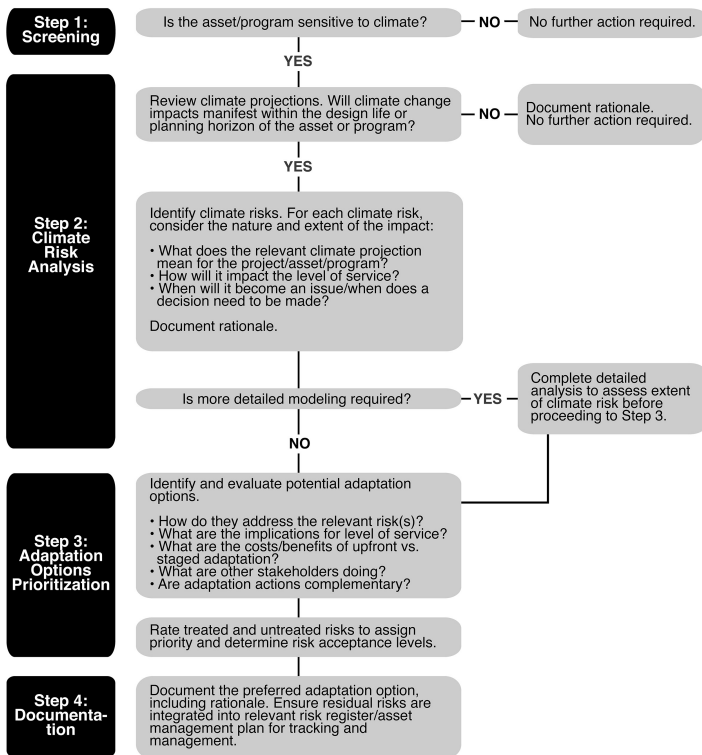 Step 1:
Screening
Is the asset/program sensitive to climate?
NO
No further action required.
YES
Step 2:
Climate
Risk
Analysis
Review climate projections. Will climate change
impacts manifest within the design life or
planning horizon of the asset or program?
NO
Document rationale.
No further action required.
YES
Identify climate risks. For each climate risk,
consider the nature and extent of the impact:
• What does the relevant climate projection
mean for the project/asset/program?
• How will it impact the level of service?
• When will it become an issue/when does a
decision need to be made?
Document rationale.
Is more detailed modeling required?
YES
Complete detailed
analysis to assess extent
of climate risk before
proceeding to Step 3.
NO
Step 3:
Adaptation
Options
Prioritization
Identify and evaluate potential adaptation
options.
• How do they address the relevant risk(s)?
• What are the implications for level of service?
• What are the costs/benefits of upfront vs.
staged adaptation?
• What are other stakeholders doing?
• Are adaptation actions complementary?
Rate treated and untreated risks to assign
priority and determine risk acceptance levels.
Step 4:
Documenta-
tion
Document the preferred adaptation option,
including rationale. Ensure residual risks are
integrated into relevant risk register/asset
management plan for tracking and
management.